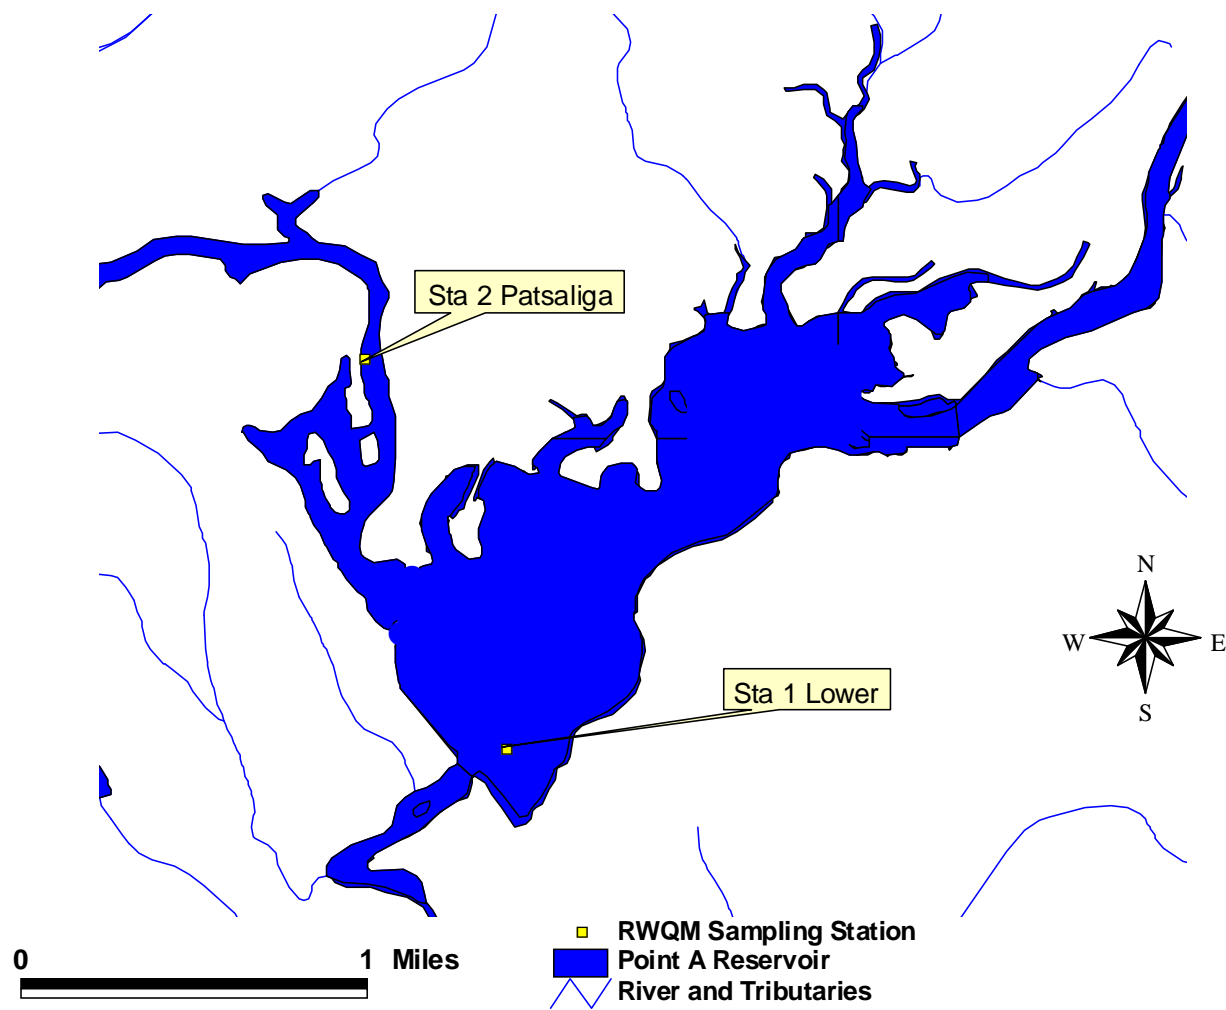 Sta 2 Patsaliga
N
W E
S
Sta 1 Lower
0 1 Miles
RWQM Sampling Station
Point A Reservoir
River and Tributaries